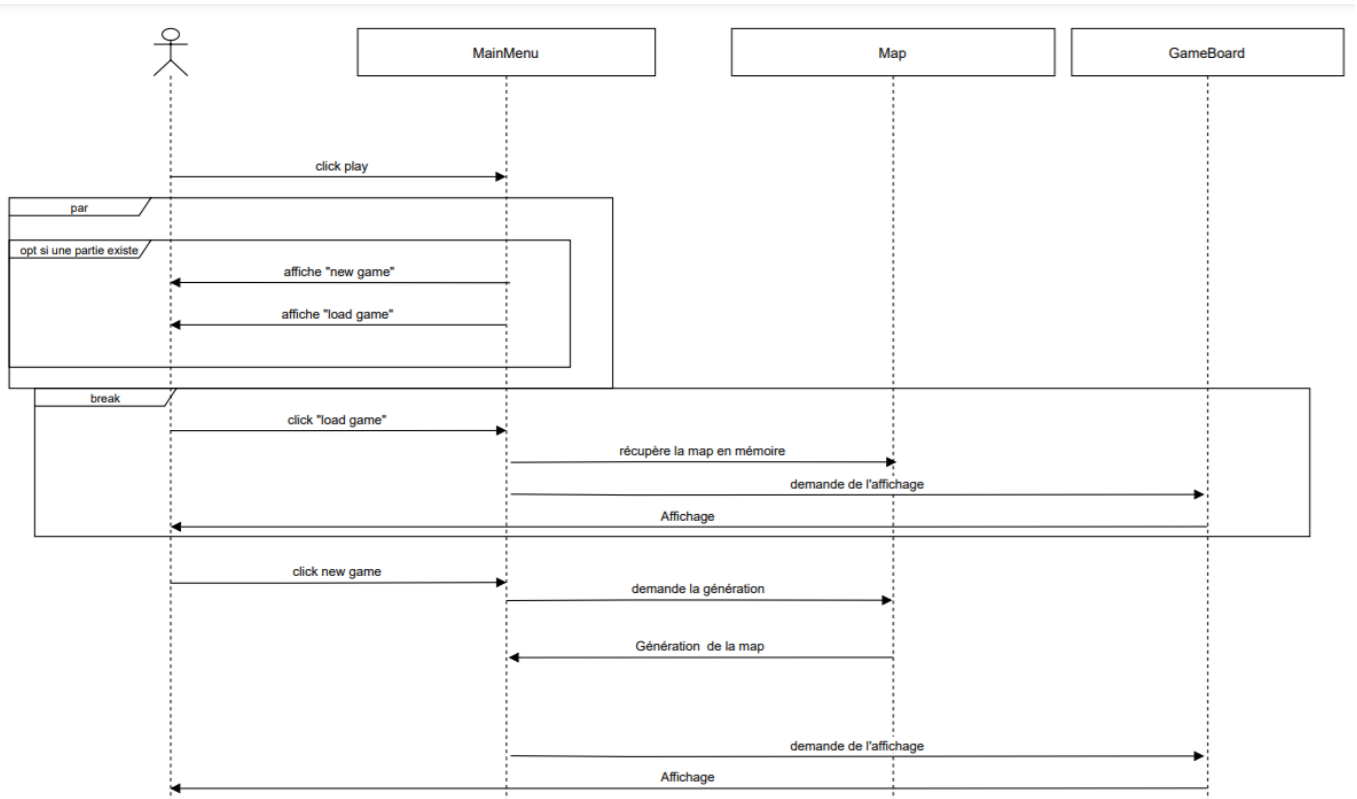 MainMenu
Map
GameBoard
click play
par
opt si une partie existe
affiche "new game"
affiche "load game"
break
click "load game"
récupère la map en mémoire
demande de l'affichage
Affichage
click new game
demande la génération
Génération de la map
demande de l'affichage
Affichage